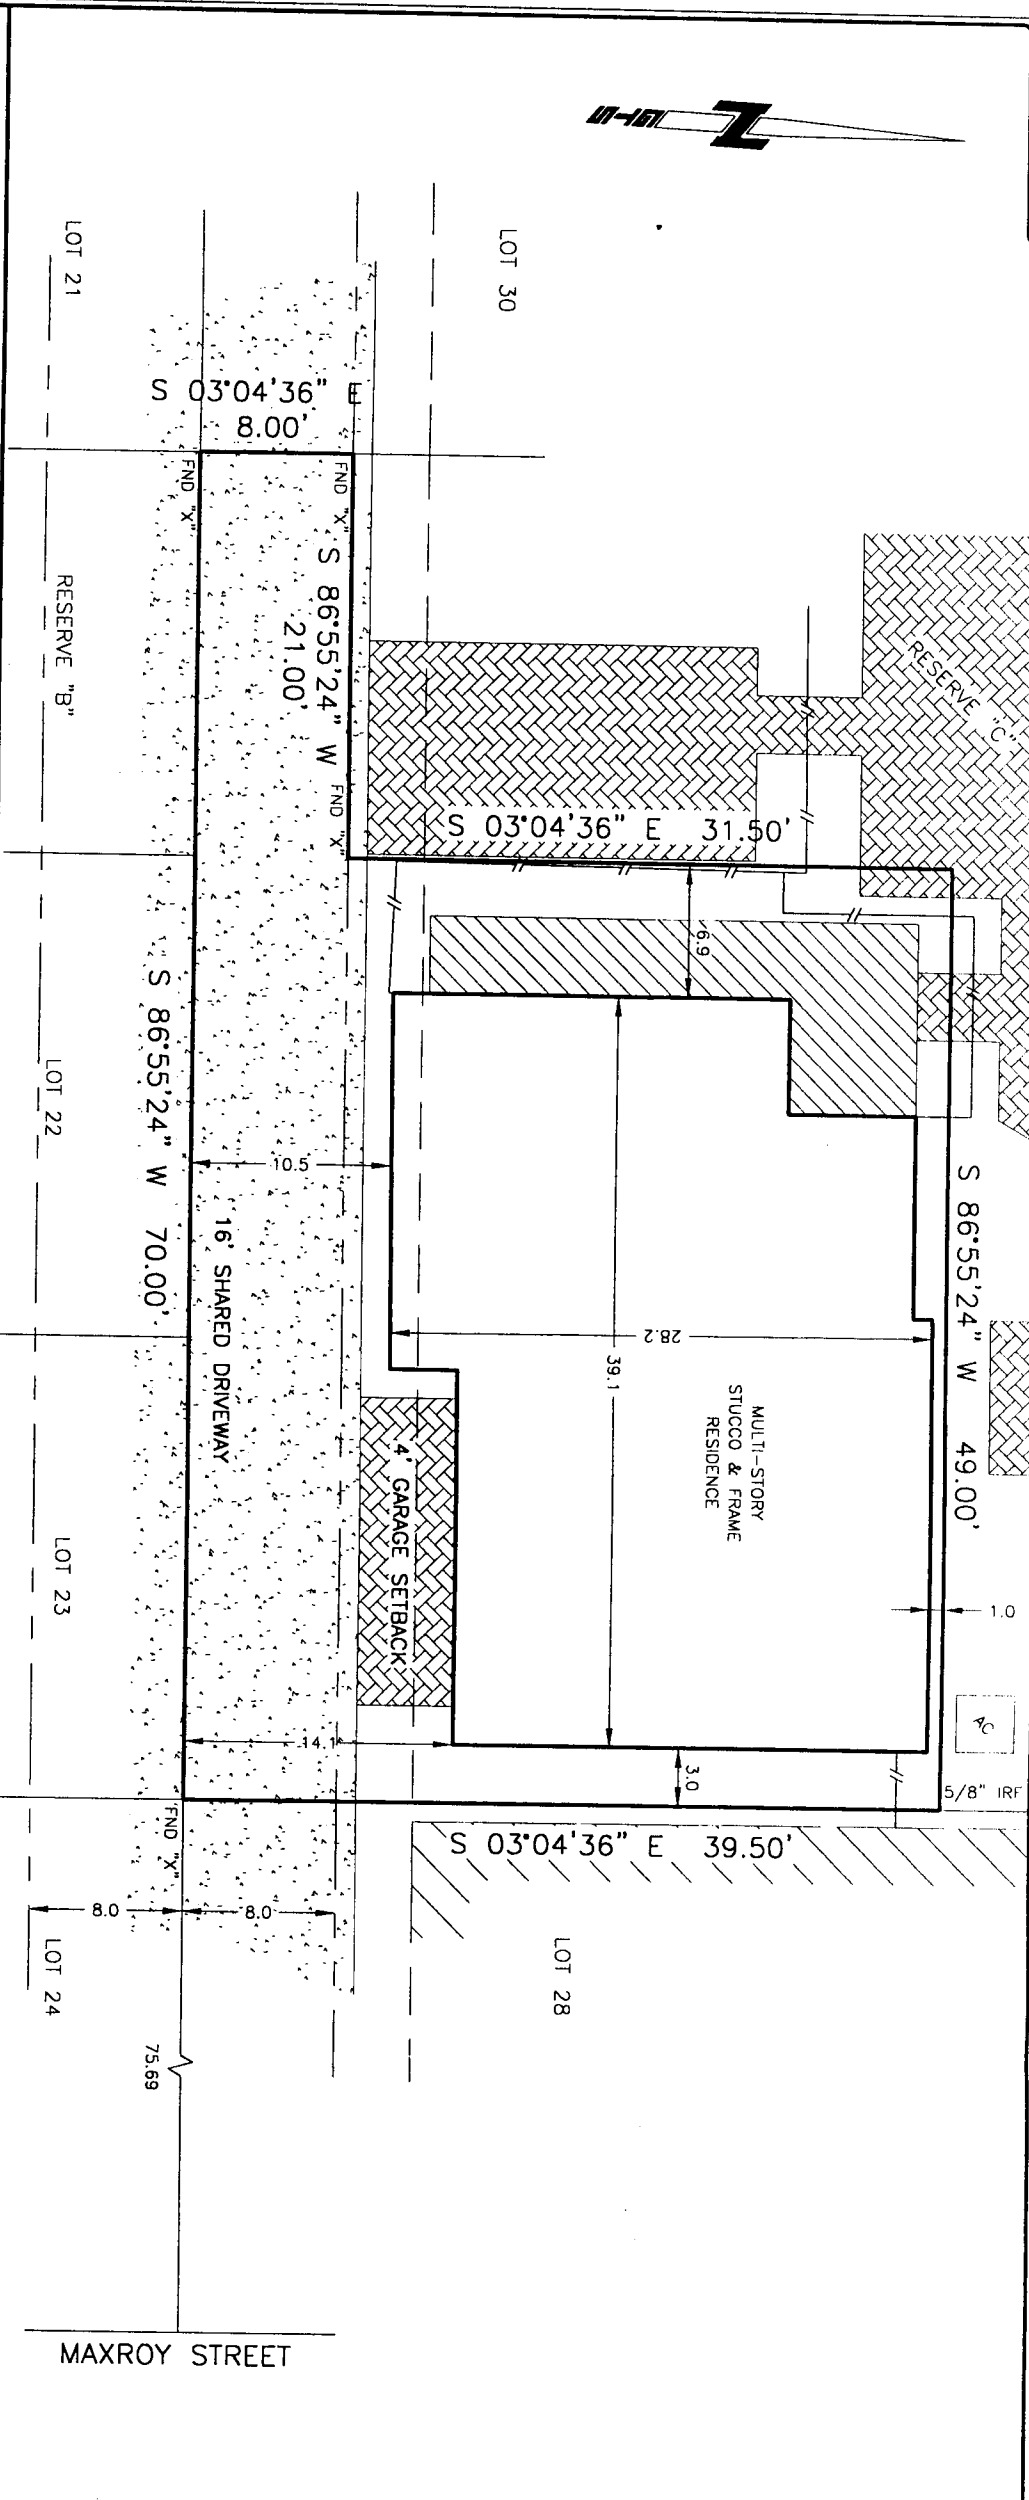 N
GTS
LOT 30
LOT 21
S 03°04'36" E
8.00'
FND "X"
FND "X"
S 86°55'24" W
21.00'
FND "X"
RESERVE "B"
RESERVE "C"
S 03°04'36" E 31.50'
6.9
LOT 22
S 86°55'24" W 70.00'
10.5
16' SHARED DRIVEWAY
28.2
39.1
MULTI-STORY
STUCCO & FRAME
RESIDENCE
S 86°55'24" W 49.00'
1.0
4' GARAGE SETBACK
LOT 23
14.1
3.0
AC
5/8" IRF
FND "X"
S 03°04'36" E 39.50'
8.0
8.0
LOT 24
LOT 28
75.69
MAXROY STREET